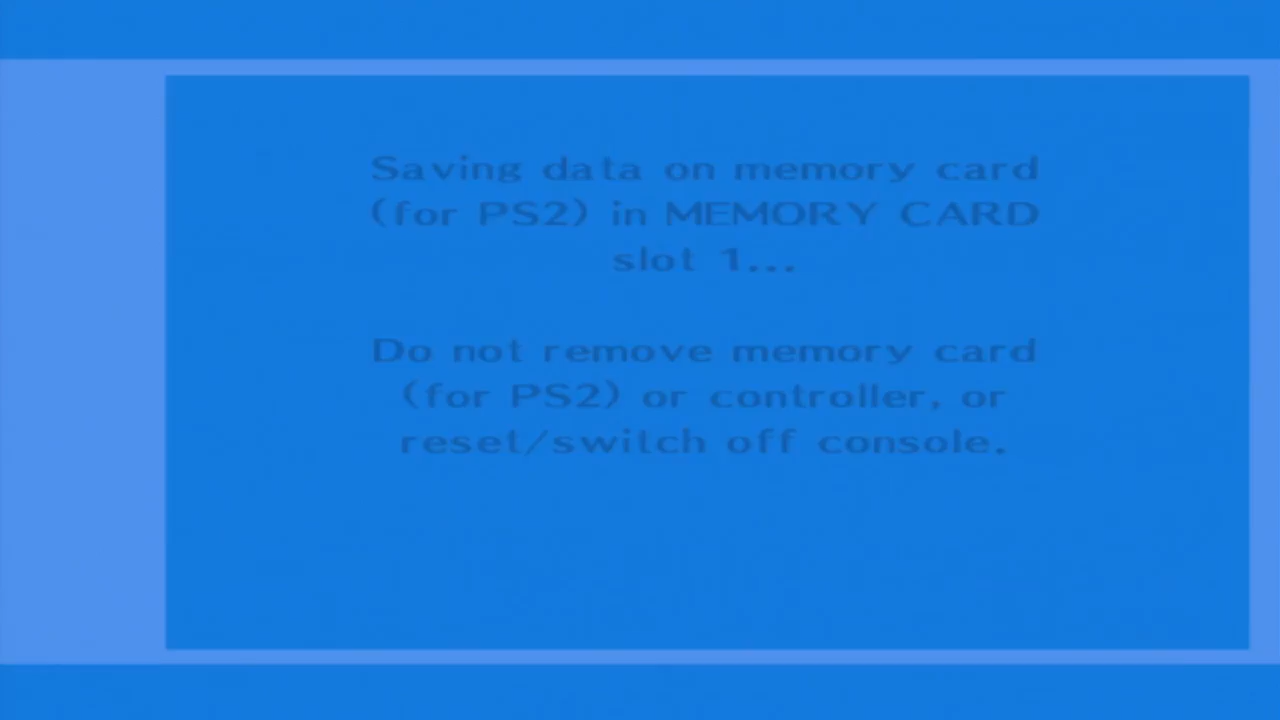 Saving data on memory card
(for PS2) in MEMORY CARD
slot 1...
Do not remove memory card
(for PS2) or controller, or
reset/switch off console.